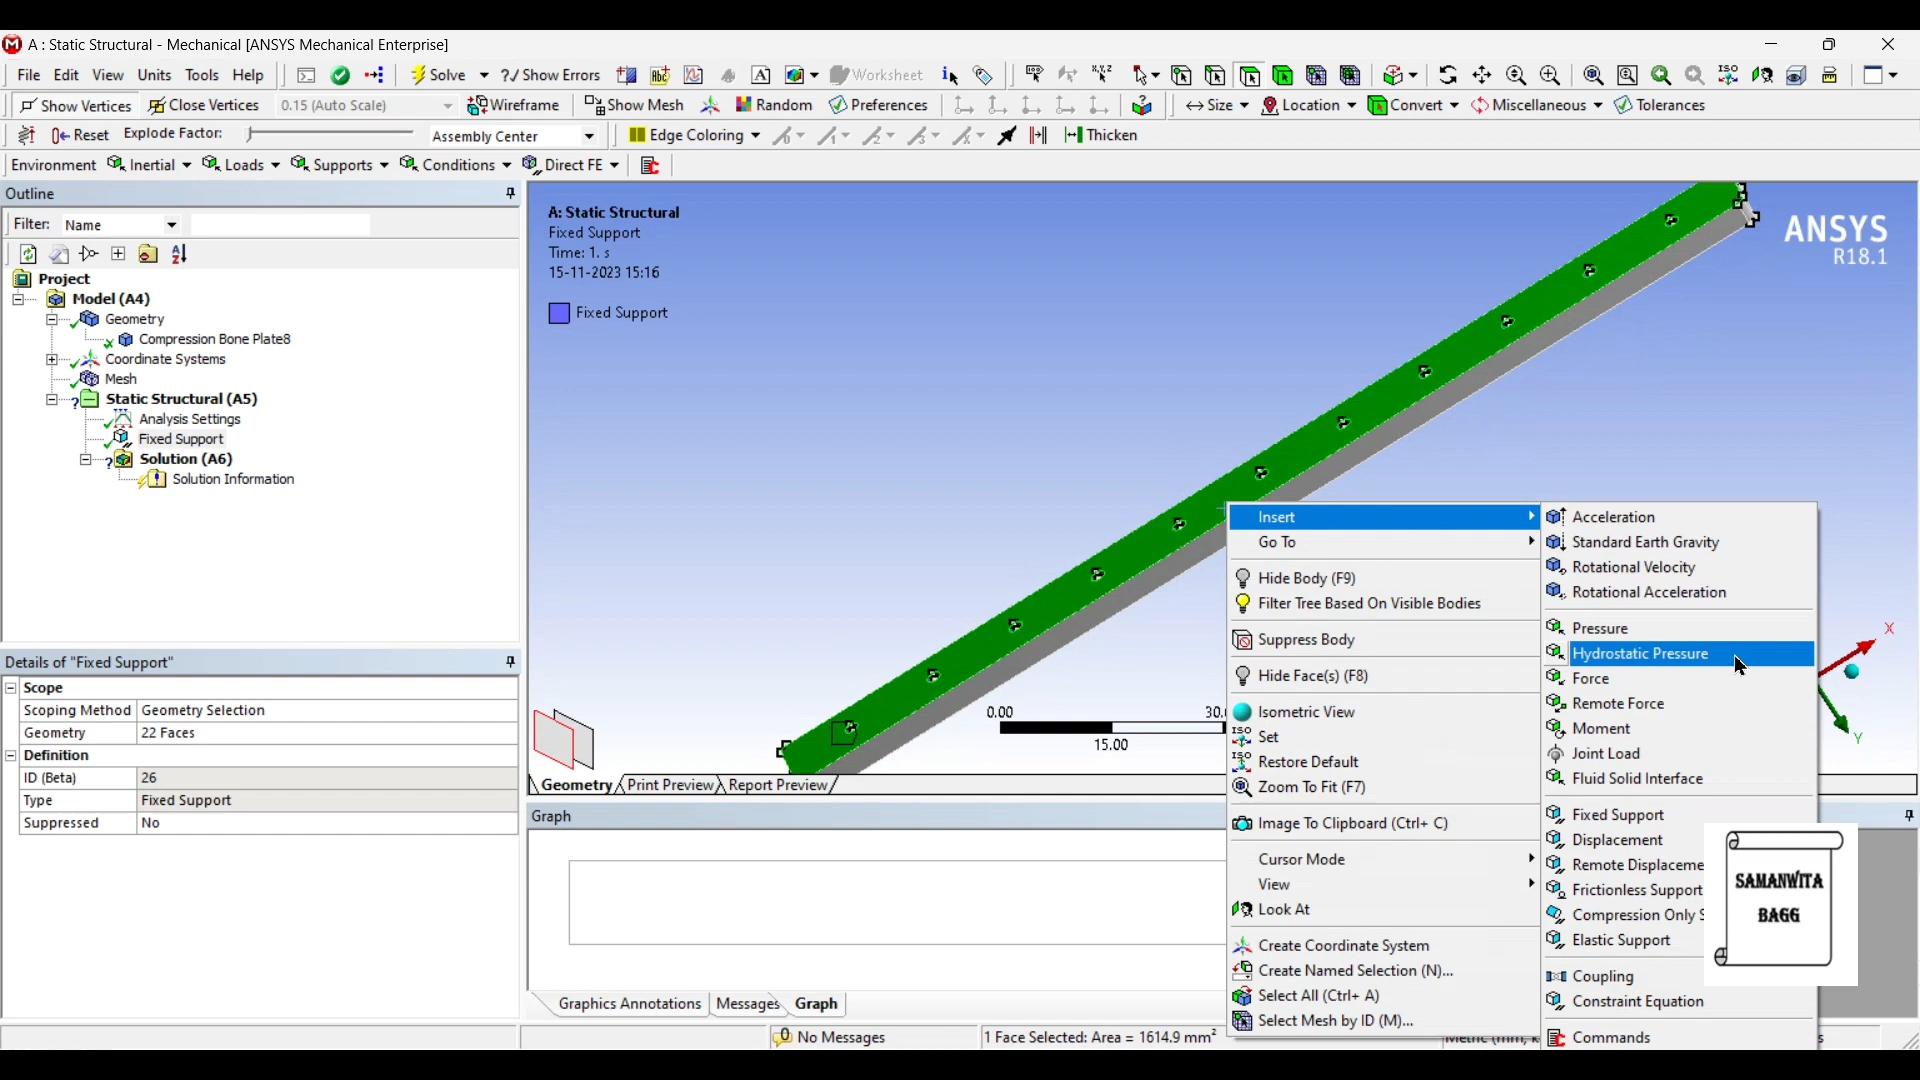 A : Static Structural - Mechanical [ANSYS Mechanical Enterprise]
File Edit View Units Tools Help Solve ?/ Show Errors Worksheet
Show Vertices Close Vertices 0.15 (Auto Scale) Wireframe Show Mesh Random Preferences Size Location Convert Miscellaneous Tolerances
Reset Explode Factor: Assembly Center Edge Coloring Thicken
Environment Inertial Loads Supports Conditions Direct FE
Outline
Filter: Name
Project
Model (A4)
Geometry
Compression Bone Plate8
Coordinate Systems
Mesh
Static Structural (A5)
Analysis Settings
Fixed Support
Solution (A6)
Solution Information
Details of "Fixed Support"
Scope
Scoping Method Geometry Selection
Geometry 22 Faces
Definition
ID (Beta) 26
Type Fixed Support
Suppressed No
A: Static Structural
Fixed Support
Time: 1. s
15-11-2023 15:16
Fixed Support
ANSYS
R18.1
0.00 30.
15.00
X
Y
Geometry Print Preview Report Preview
Graph
Graphics Annotations Messages Graph
No Messages 1 Face Selected: Area = 1614.9 mm²
Insert
Go To
Hide Body (F9)
Filter Tree Based On Visible Bodies
Suppress Body
Hide Face(s) (F8)
Isometric View
ISO Set
ISO Restore Default
Zoom To Fit (F7)
Image To Clipboard (Ctrl+ C)
Cursor Mode
View
Look At
Create Coordinate System
Create Named Selection (N)...
Select All (Ctrl+ A)
Select Mesh by ID (M)...
Acceleration
Standard Earth Gravity
Rotational Velocity
Rotational Acceleration
Pressure
Hydrostatic Pressure
Force
Remote Force
Moment
Joint Load
Fluid Solid Interface
Fixed Support
Displacement
Remote Displaceme
Frictionless Support
Compression Only S
Elastic Support
Coupling
Constraint Equation
Commands
SAMANWITA
BAGG